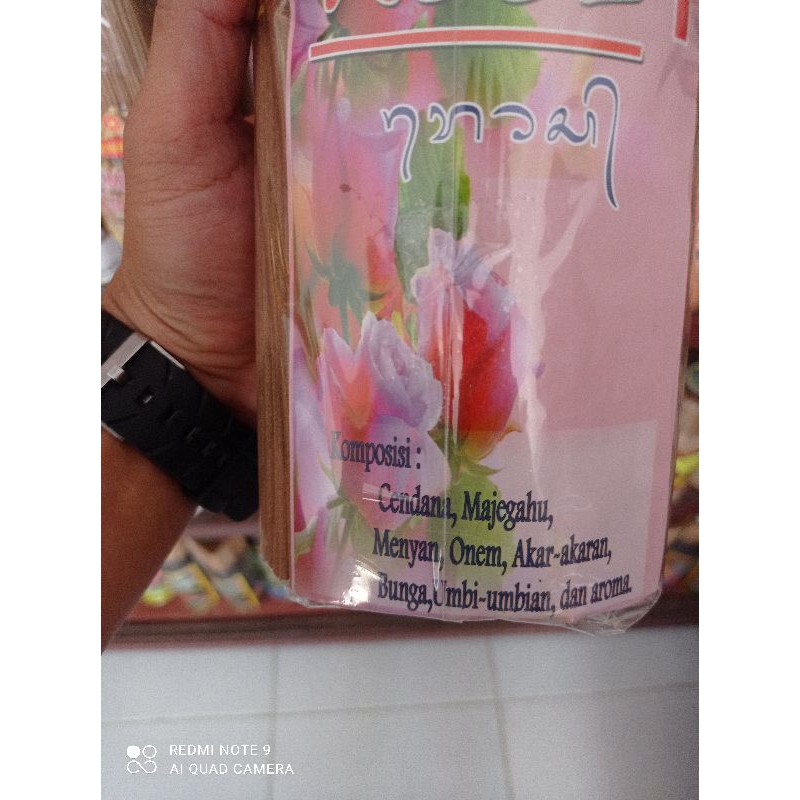 Komposisi :
Cendana, Majegahu,
Menyan, Onem, Akar-akaran,
Bunga, Umbi-umbian, dan aroma.
REDMI NOTE 9
AI QUAD CAMERA